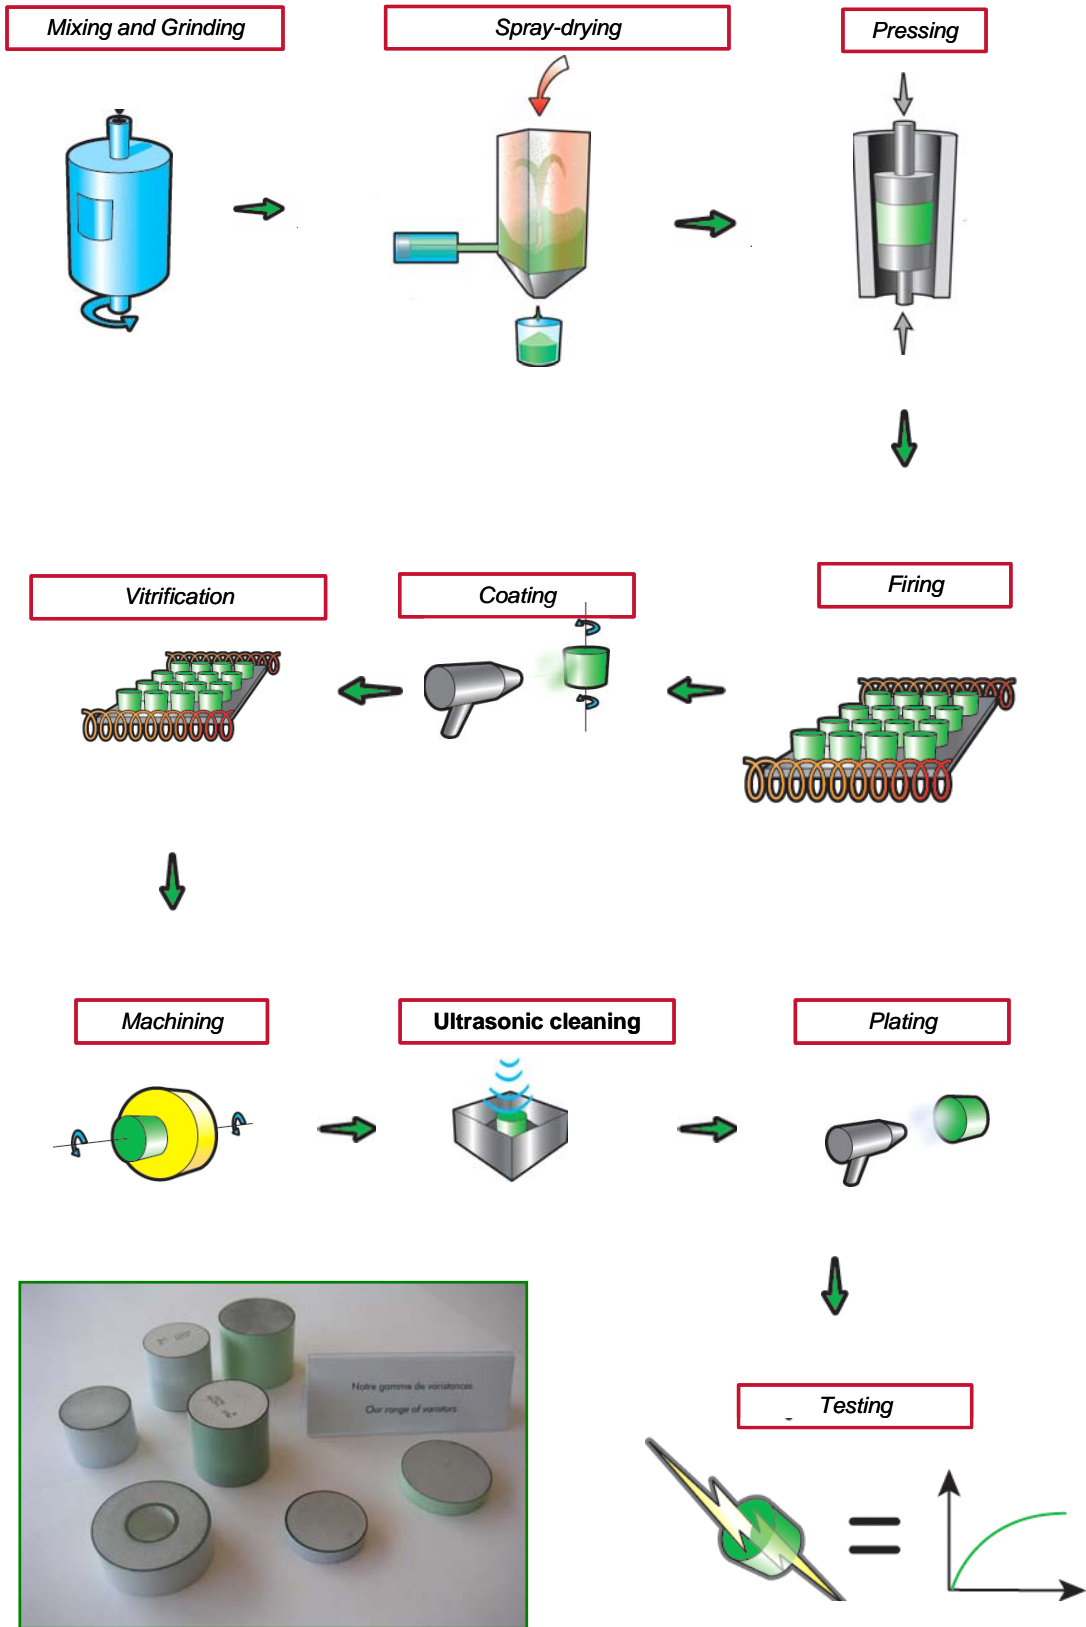 Mixing and Grinding
Spray-drying
Pressing
Vitrification
Coating
Firing
Machining
Ultrasonic cleaning
Plating
Notre gamme de varistances
Our range of varistors
Testing